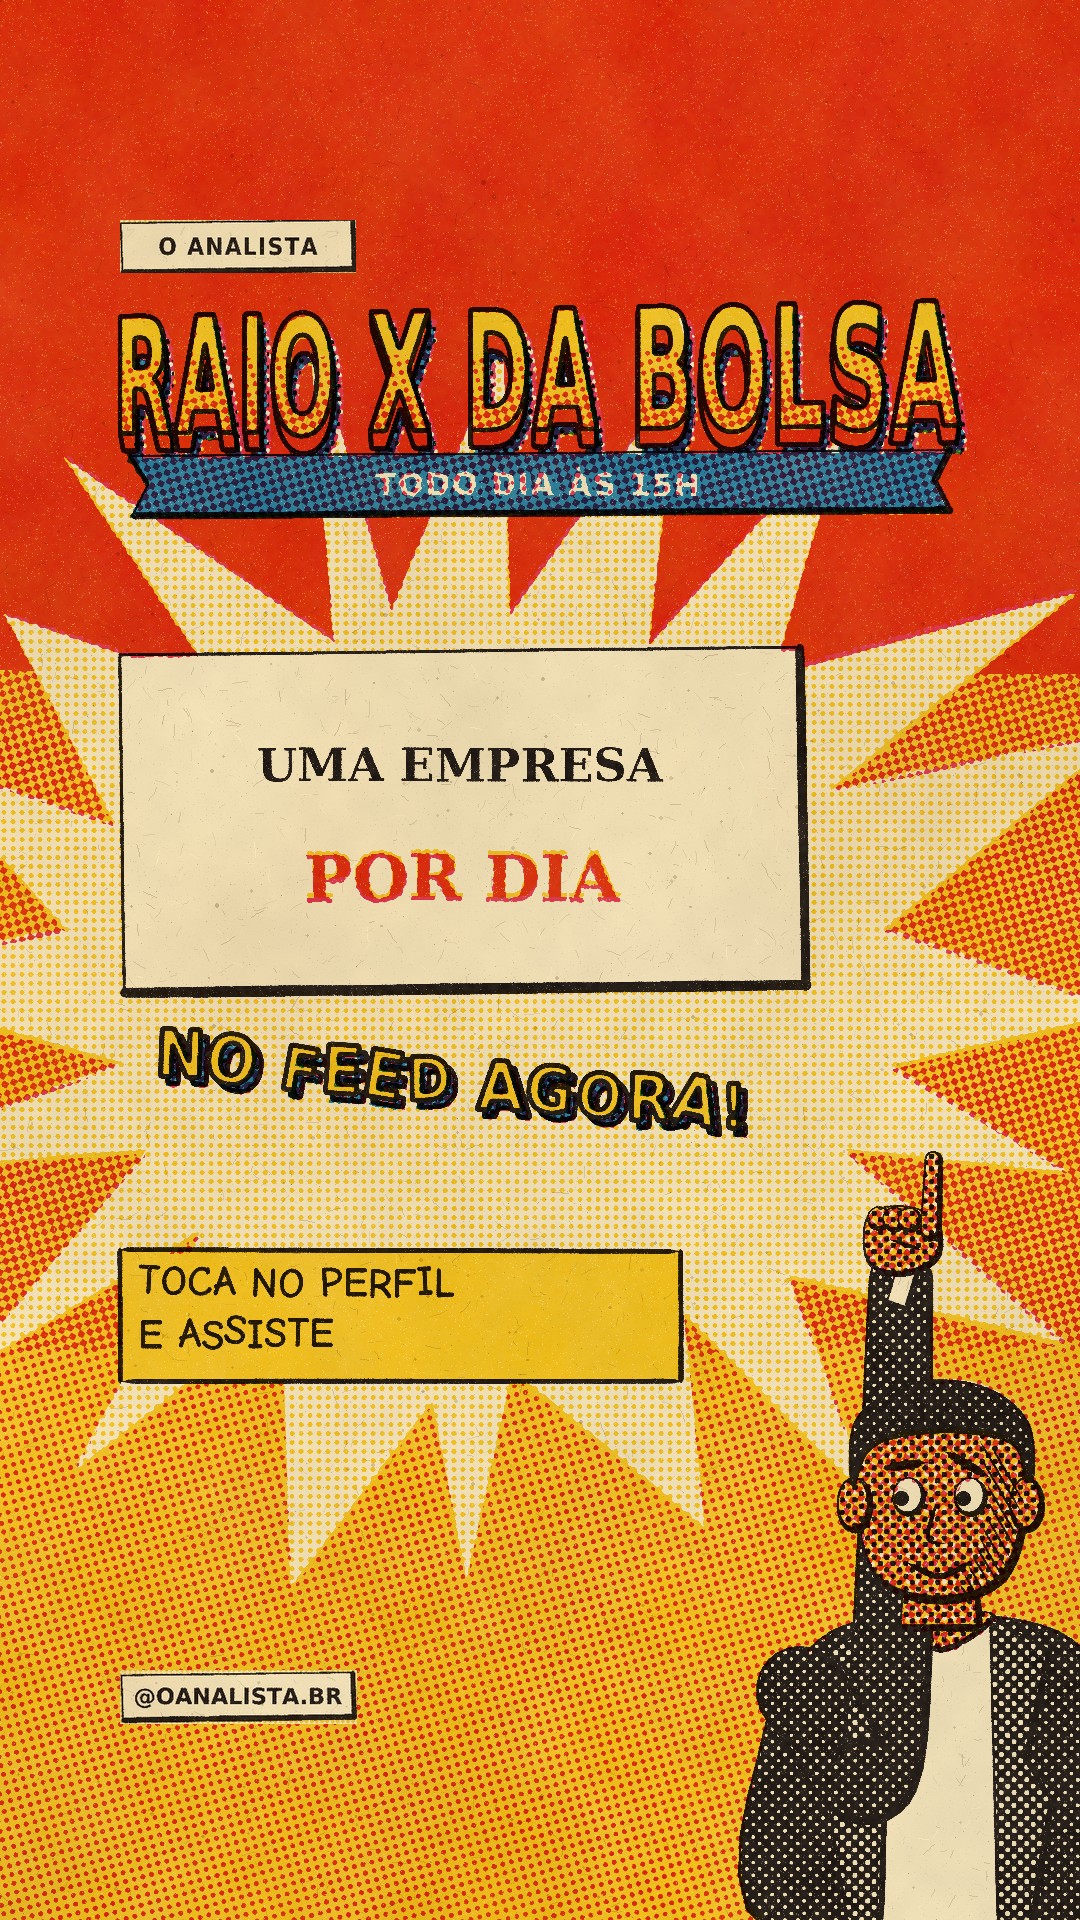 O ANALISTA
RAIO X DA BOLSA
TODO DIA ÀS 15H
UMA EMPRESA
POR DIA
NO FEED AGORA!
TOCA NO PERFIL
E ASSISTE
@OANALISTA.BR